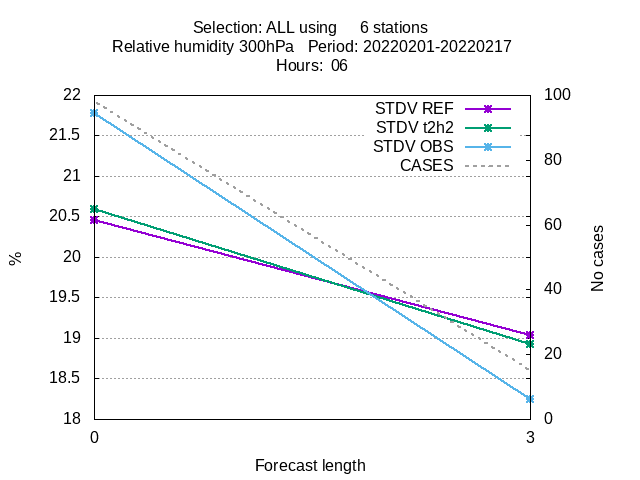 Selection: ALL using 6 stations
Relative humidity 300hPa Period: 20220201-20220217
Hours: 06
22
21.5
21
20.5
20
19.5
19
18.5
18
100
80
60
40
20
0
STDV REF
STDV t2h2
STDV OBS
CASES
%
No cases
0
3
Forecast length